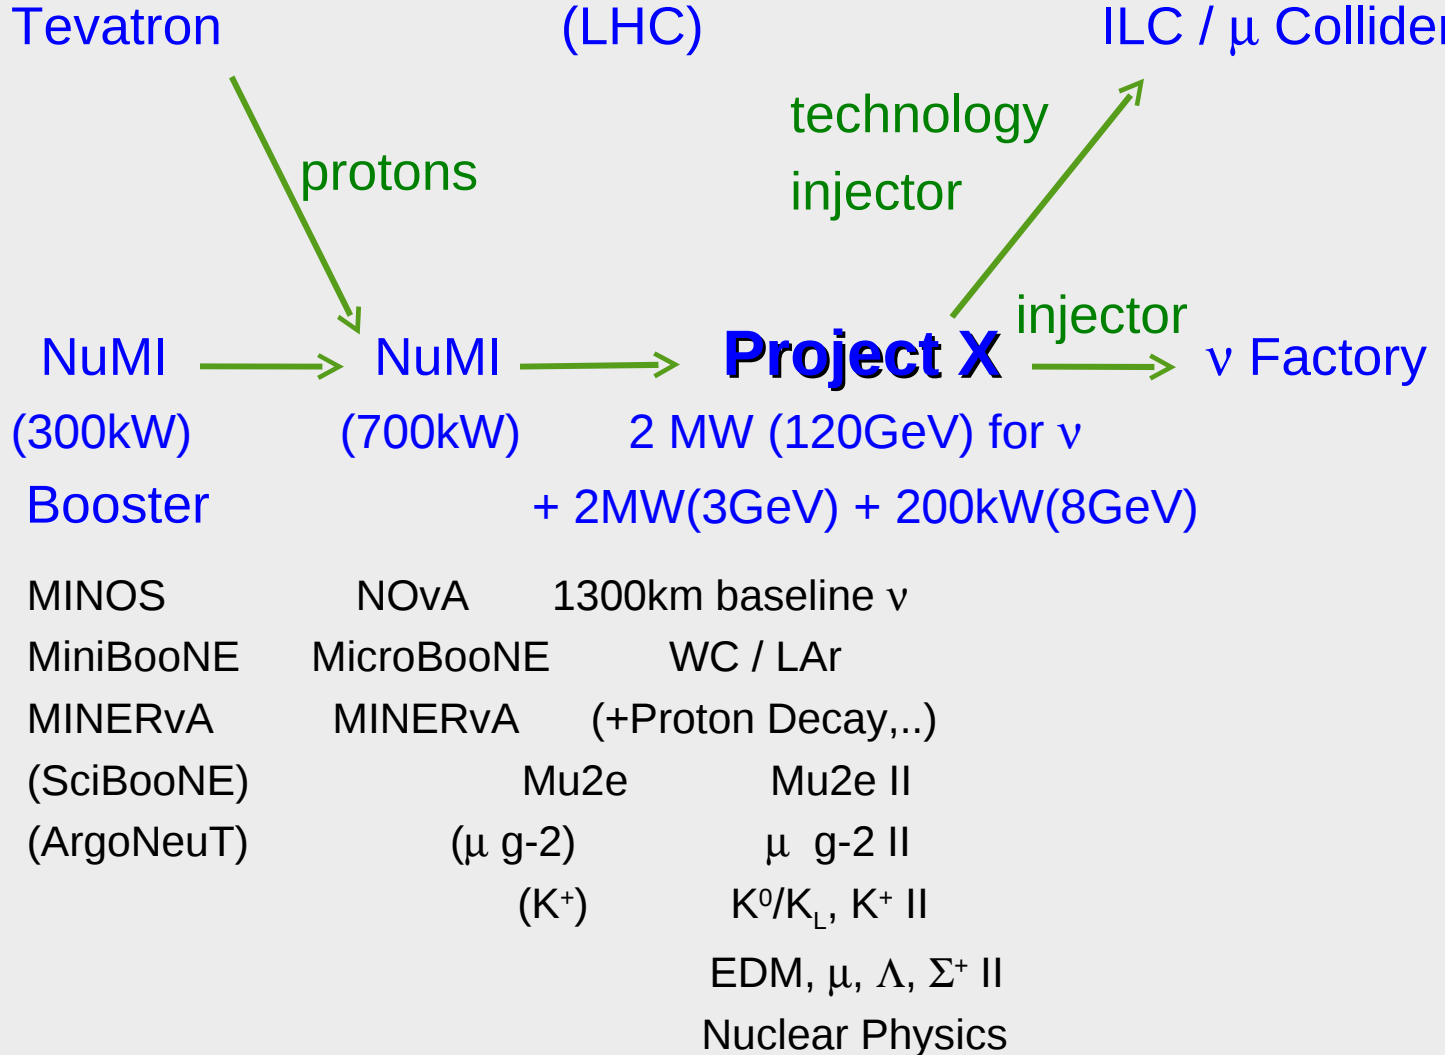 Tevatron (LHC) ILC / μ Collider
technology
protons
injector
injector
NuMI NuMI Project X ν Factory
(300kW) (700kW) 2 MW (120GeV) for ν
Booster + 2MW(3GeV) + 200kW(8GeV)
MINOS NOvA 1300km baseline ν
MiniBooNE MicroBooNE WC / LAr
MINERvA MINERvA (+Proton Decay,..)
(SciBooNE) Mu2e Mu2e II
(ArgoNeuT) (μ g-2) μ g-2 II
(K⁺) K⁰/K_L, K⁺ II
EDM, μ, Λ, Σ⁺ II
Nuclear Physics